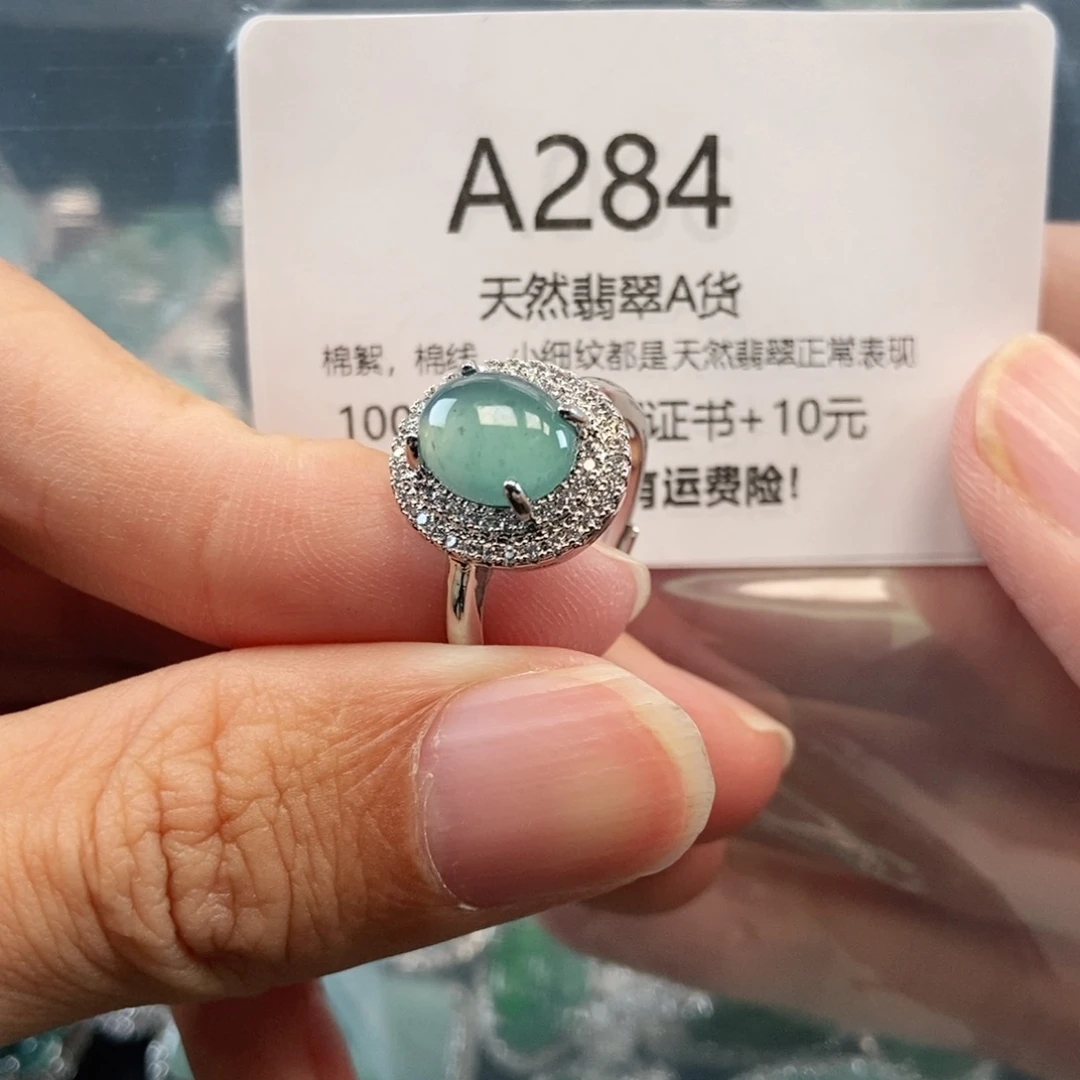 A284
天然翡翠A货
棉絮，棉线 小细纹都是天然翡翠正常表现
100 证书+10元
有运费险！